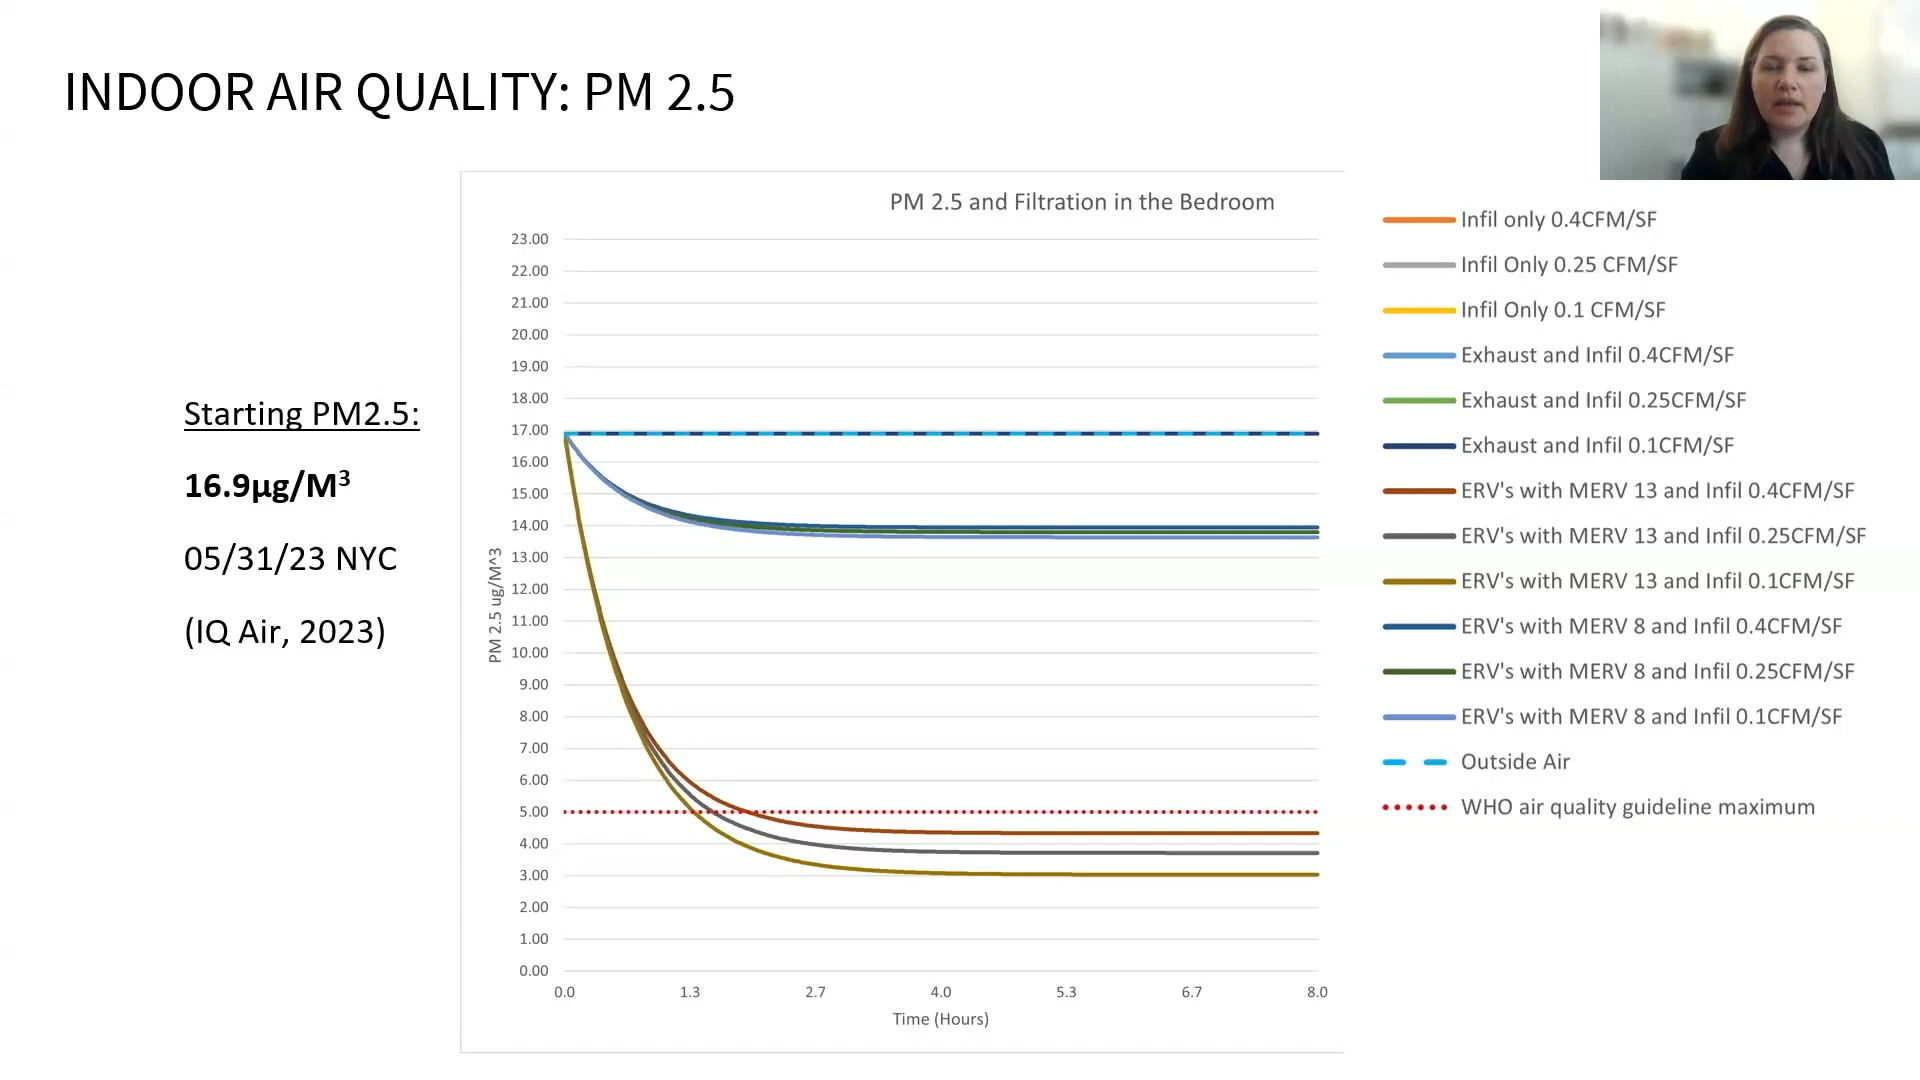 INDOOR AIR QUALITY: PM 2.5
Starting PM2.5:
16.9µg/M³
05/31/23 NYC
(IQ Air, 2023)
PM 2.5 and Filtration in the Bedroom
PM 2.5 ug/M^3
23.00
22.00
21.00
20.00
19.00
18.00
17.00
16.00
15.00
14.00
13.00
12.00
11.00
10.00
9.00
8.00
7.00
6.00
5.00
4.00
3.00
2.00
1.00
0.00
0.0 1.3 2.7 4.0 5.3 6.7 8.0
Time (Hours)
Infil only 0.4CFM/SF
Infil Only 0.25 CFM/SF
Infil Only 0.1 CFM/SF
Exhaust and Infil 0.4CFM/SF
Exhaust and Infil 0.25CFM/SF
Exhaust and Infil 0.1CFM/SF
ERV's with MERV 13 and Infil 0.4CFM/SF
ERV's with MERV 13 and Infil 0.25CFM/SF
ERV's with MERV 13 and Infil 0.1CFM/SF
ERV's with MERV 8 and Infil 0.4CFM/SF
ERV's with MERV 8 and Infil 0.25CFM/SF
ERV's with MERV 8 and Infil 0.1CFM/SF
Outside Air
WHO air quality guideline maximum